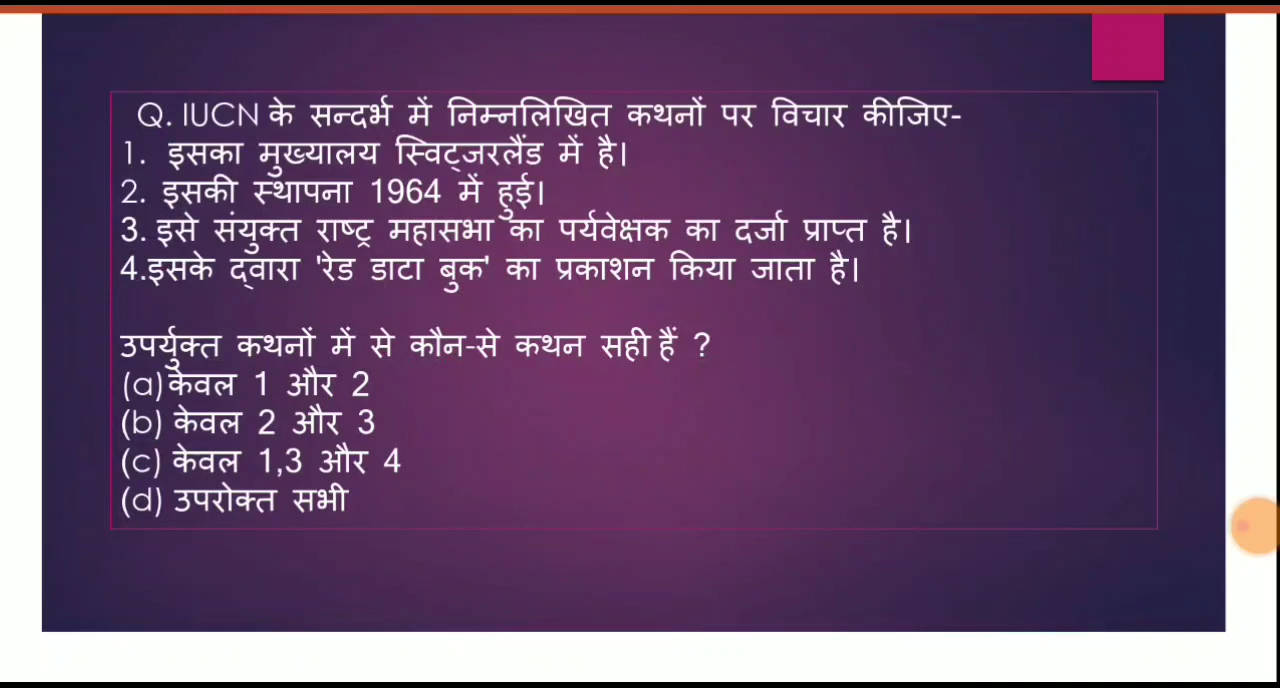 Q. IUCN के सन्दर्भ में निम्नलिखित कथनों पर विचार कीजिए-
1. इसका मुख्यालय स्विट्जरलैंड में है।
2. इसकी स्थापना 1964 में हुई।
3. इसे संयुक्त राष्ट्र महासभा का पर्यवेक्षक का दर्जा प्राप्त है।
4.इसके द्वारा 'रेड डाटा बुक' का प्रकाशन किया जाता है।
उपर्युक्त कथनों में से कौन-से कथन सही हैं ?
(a)केवल 1 और 2
(b) केवल 2 और 3
(c) केवल 1,3 और 4
(d) उपरोक्त सभी